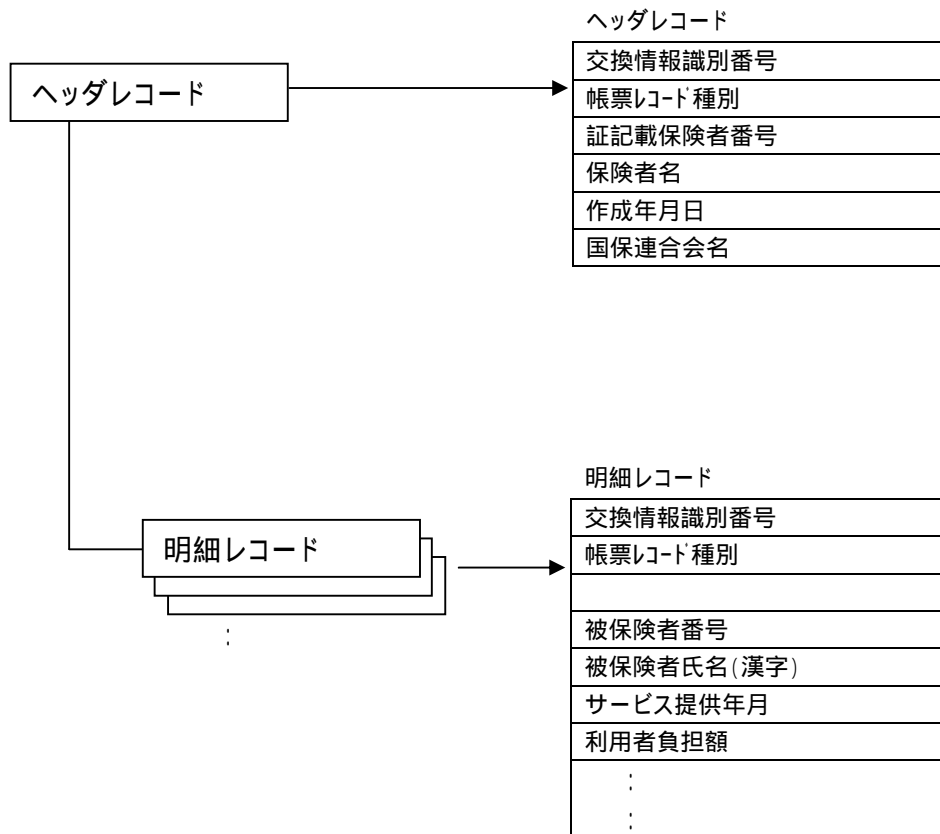 ヘッダレコード
ヘッダレコード
交換情報識別番号
帳票ﾚｺｰﾄﾞ種別
証記載保険者番号
保険者名
作成年月日
国保連合会名
明細レコード
明細レコード
交換情報識別番号
帳票ﾚｺｰﾄﾞ種別
被保険者番号
被保険者氏名(漢字)
サービス提供年月
利用者負担額
:
:
: